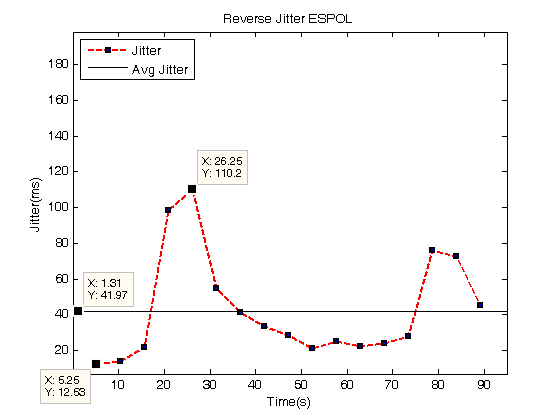 Reverse Jitter ESPOL
Jitter
Avg Jitter
180
160
140
120
100
80
60
40
20
Jitter(ms)
X: 26.25
Y: 110.2
X: 1.31
Y: 41.97
X: 5.25
Y: 12.53
10 20 30 40 50 60 70 80 90
Time(s)